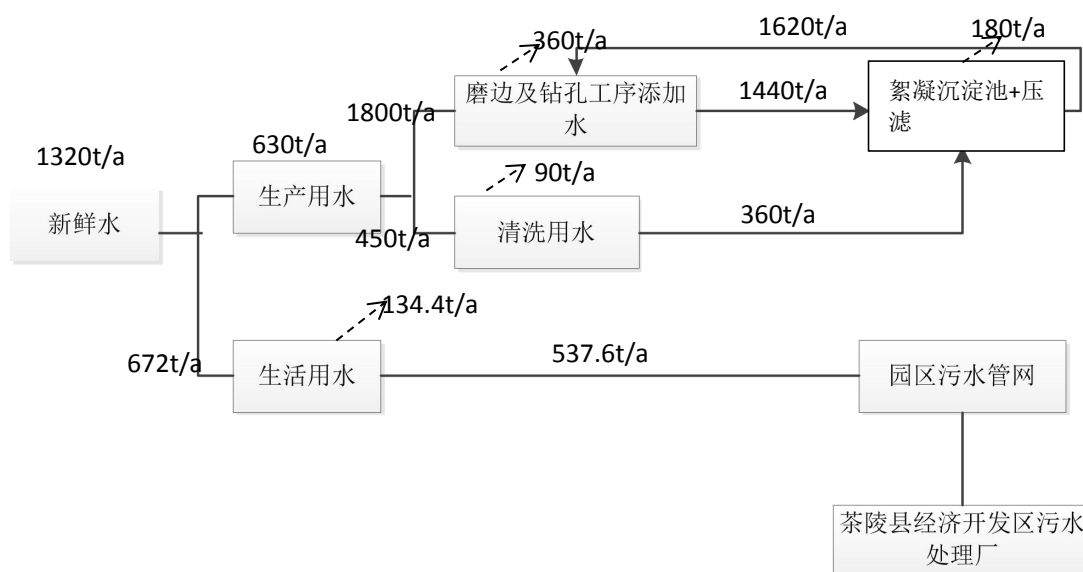 1620t/a
180t/a
360t/a
磨边及钻孔工序添加
水
1440t/a
絮凝沉淀池+压
滤
1800t/a
1320t/a
630t/a
90t/a
新鲜水
生产用水
450t/a
清洗用水
360t/a
134.4t/a
672t/a
生活用水
537.6t/a
园区污水管网
茶陵县经济开发区污水
处理厂